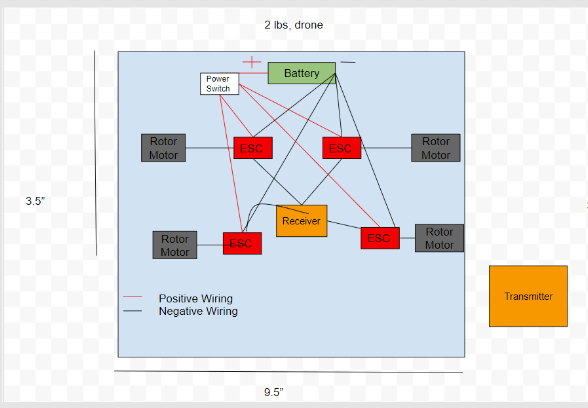 2 lbs, drone
+
Battery
—
Power
Switch
Rotor
Motor
ESC
ESC
Rotor
Motor
3.5”
Receiver
Rotor
Motor
ESC
ESC
Rotor
Motor
Transmitter
Positive Wiring
Negative Wiring
9.5”